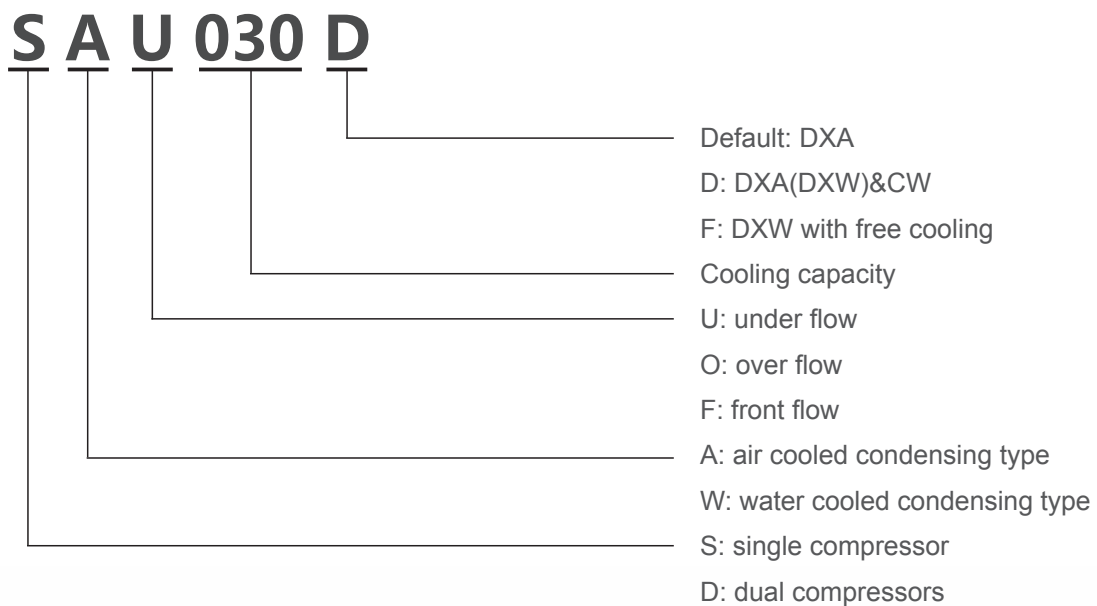 S A U 030 D
Default: DXA
D: DXA(DXW)&CW
F: DXW with free cooling
Cooling capacity
U: under flow
O: over flow
F: front flow
A: air cooled condensing type
W: water cooled condensing type
S: single compressor
D: dual compressors